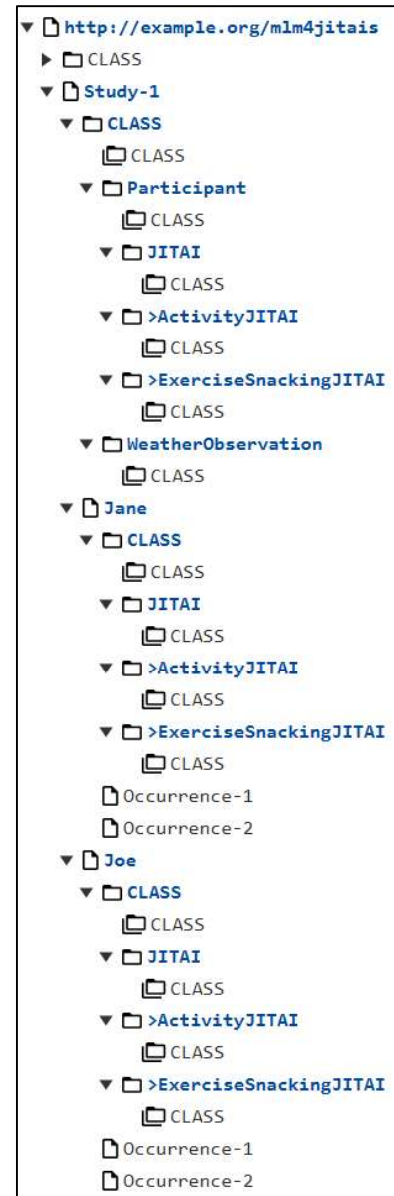 http://example.org/mlm4jitais
CLASS
Study-1
CLASS
CLASS
Participant
CLASS
JITAI
CLASS
>ActivityJITAI
CLASS
>ExerciseSnackingJITAI
CLASS
WeatherObservation
CLASS
Jane
CLASS
CLASS
JITAI
CLASS
>ActivityJITAI
CLASS
>ExerciseSnackingJITAI
CLASS
Occurrence-1
Occurrence-2
Joe
CLASS
CLASS
JITAI
CLASS
>ActivityJITAI
CLASS
>ExerciseSnackingJITAI
CLASS
Occurrence-1
Occurrence-2